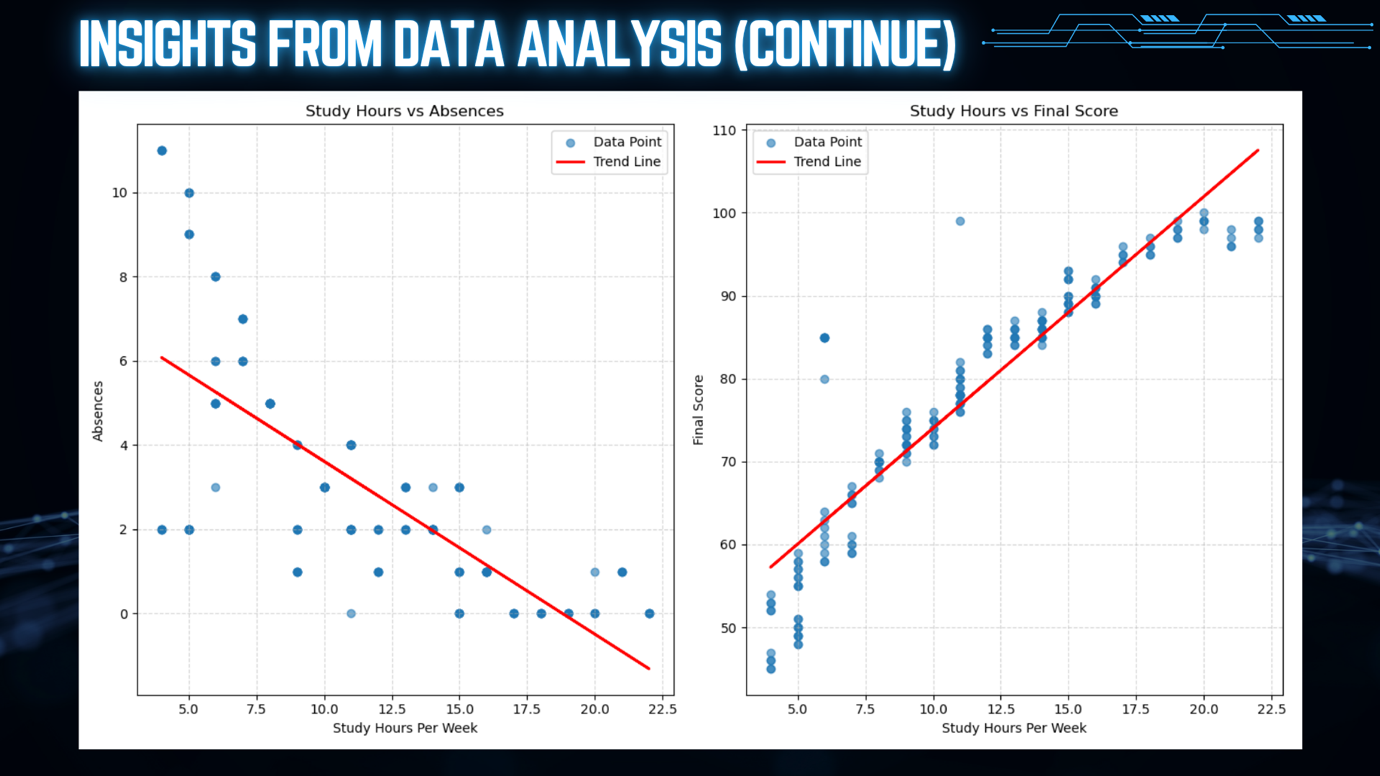 INSIGHTS FROM DATA ANALYSIS (CONTINUE)
Study Hours vs Absences
Data Point
Trend Line
Absences
10
8
6
4
2
0
5.0 7.5 10.0 12.5 15.0 17.5 20.0 22.5
Study Hours Per Week
Study Hours vs Final Score
Data Point
Trend Line
Final Score
110
100
90
80
70
60
50
5.0 7.5 10.0 12.5 15.0 17.5 20.0 22.5
Study Hours Per Week